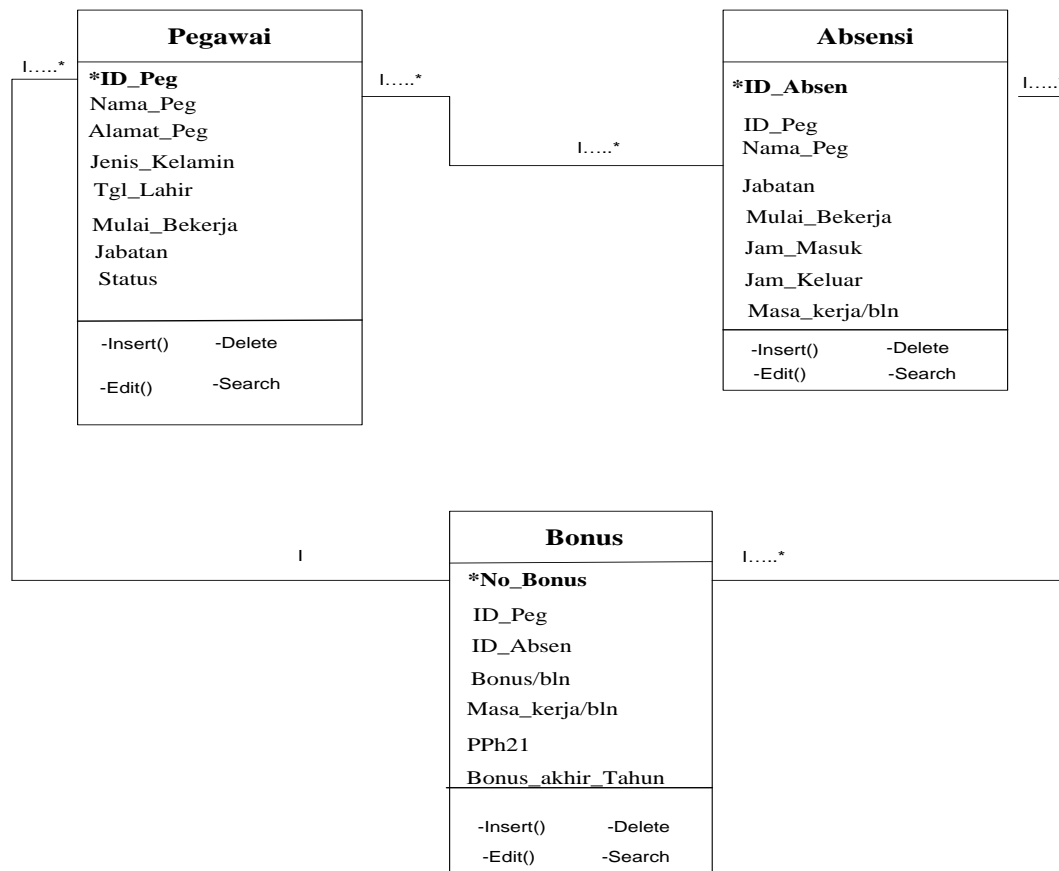 Pegawai
I…..*
*ID_Peg
Nama_Peg
Alamat_Peg
Jenis_Kelamin
Tgl_Lahir
Mulai_Bekerja
Jabatan
Status
-Insert() -Delete
-Edit() -Search
I…..*
I…..*
Absensi
*ID_Absen
ID_Peg
Nama_Peg
Jabatan
Mulai_Bekerja
Jam_Masuk
Jam_Keluar
Masa_kerja/bln
-Insert() -Delete
-Edit() -Search
I…..*
I
Bonus
*No_Bonus
ID_Peg
ID_Absen
Bonus/bln
Masa_kerja/bln
PPh21
Bonus_akhir_Tahun
-Insert() -Delete
-Edit() -Search
I…..*